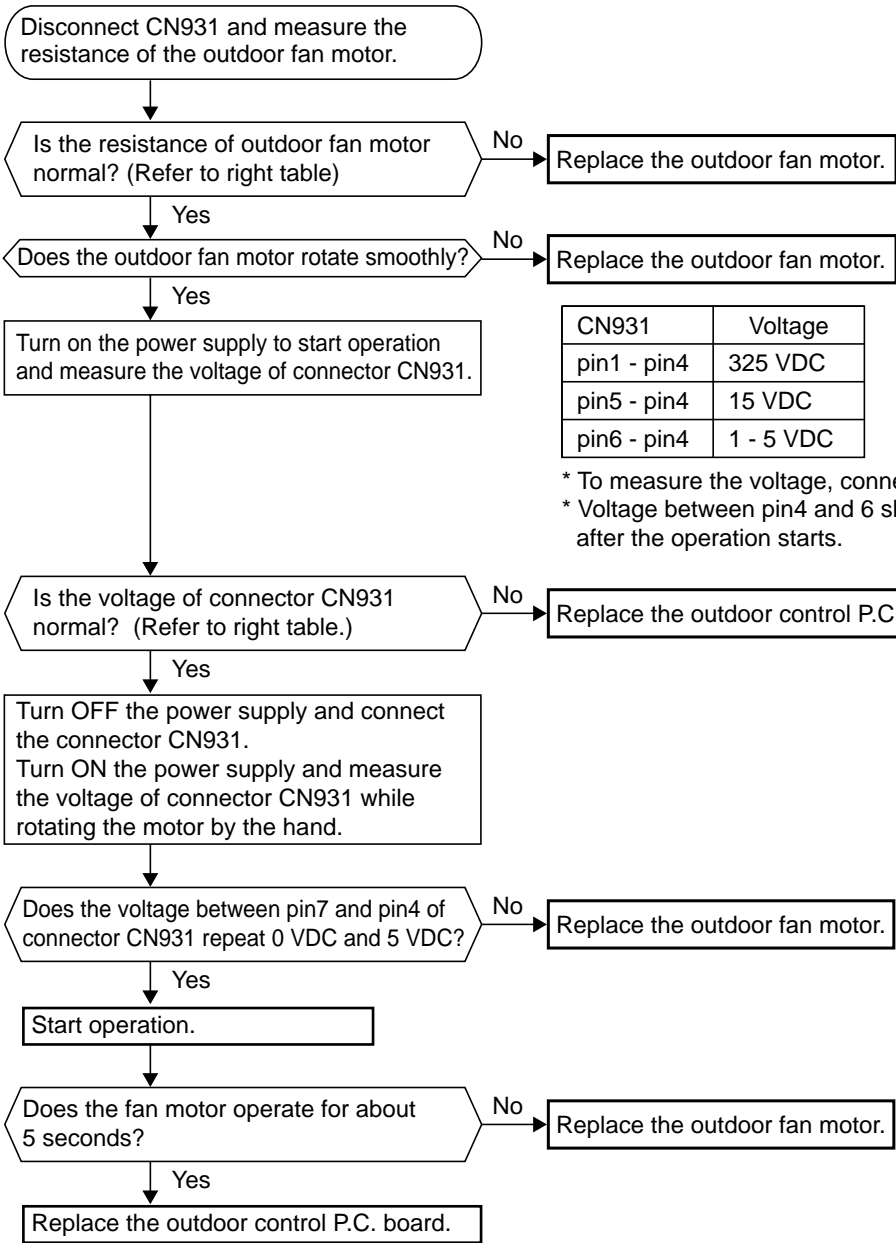 Disconnect CN931 and measure the
resistance of the outdoor fan motor.
Is the resistance of outdoor fan motor
normal? (Refer to right table)
No
Replace the outdoor fan motor.
Yes
Does the outdoor fan motor rotate smoothly?
No
Replace the outdoor fan motor.
Yes
Turn on the power supply to start operation
and measure the voltage of connector CN931.
CN931 Voltage
pin1 - pin4 325 VDC
pin5 - pin4 15 VDC
pin6 - pin4 1 - 5 VDC
* To measure the voltage,
* Voltage between pin4 and 6
after the operation starts.
Is the voltage of connector CN931
normal? (Refer to right table.)
No
Replace the outdoor control P.C
Yes
Turn OFF the power supply and connect
the connector CN931.
Turn ON the power supply and measure
the voltage of connector CN931 while
rotating the motor by the hand.
Does the voltage between pin7 and pin4 of
connector CN931 repeat 0 VDC and 5 VDC?
No
Replace the outdoor fan motor.
Yes
Start operation.
Does the fan motor operate for about
5 seconds?
No
Replace the outdoor fan motor.
Yes
Replace the outdoor control P.C. board.